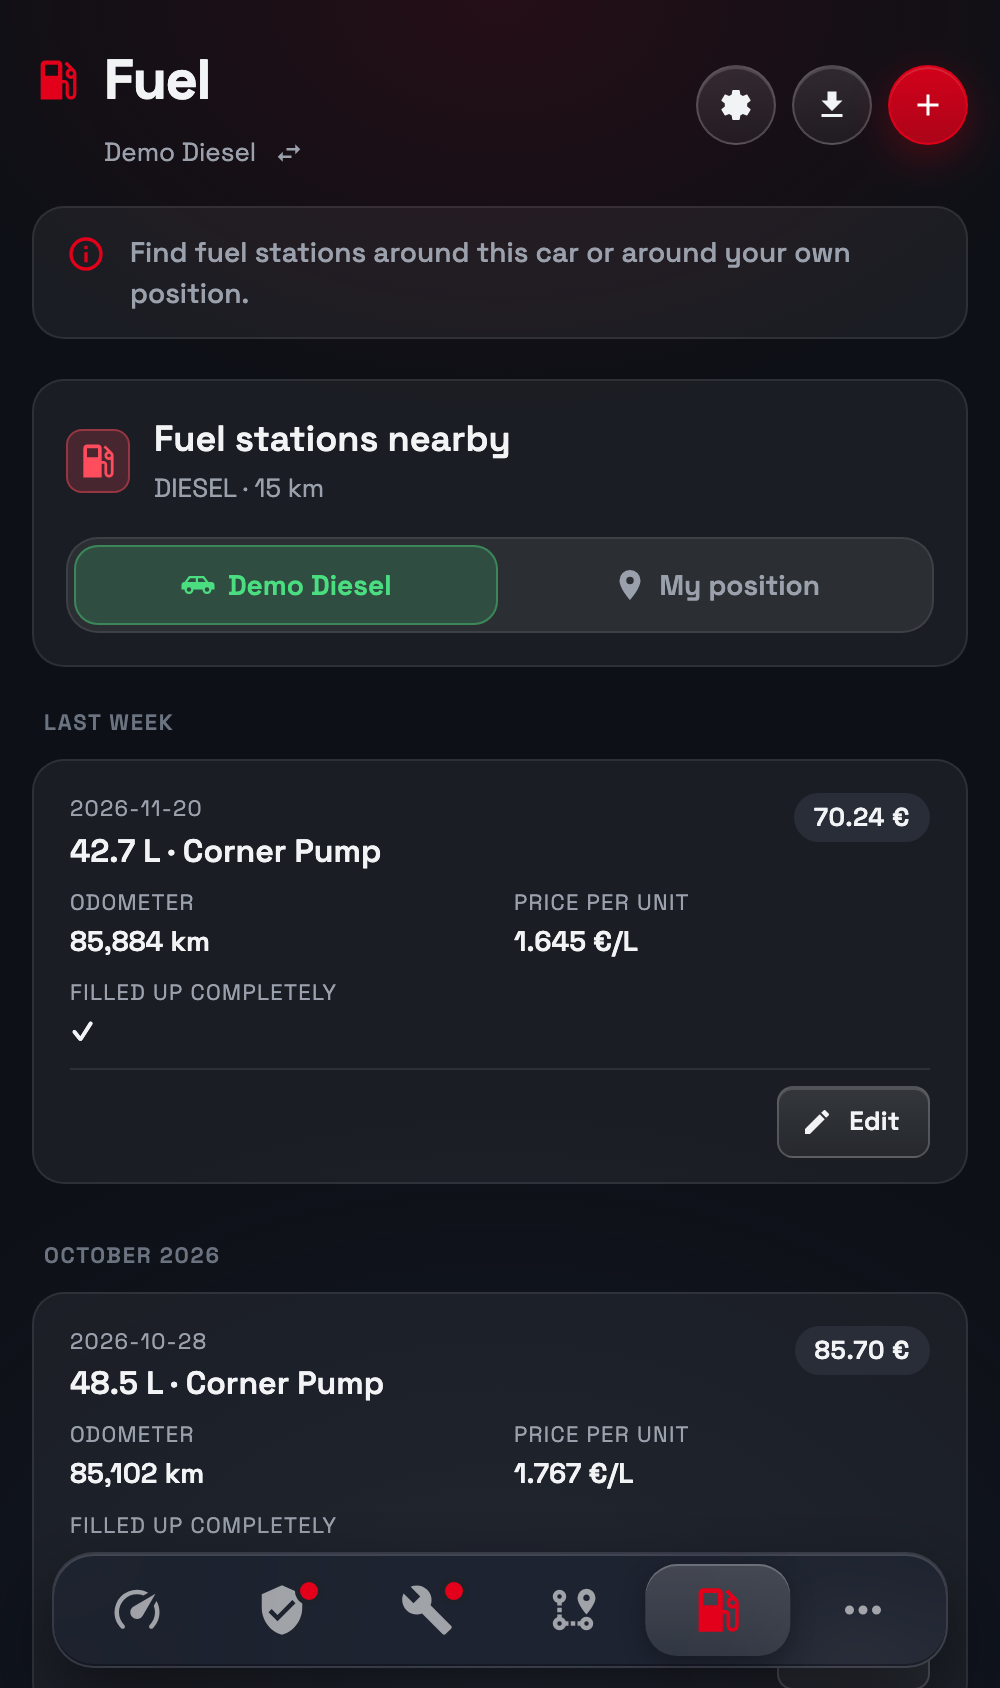 Fuel
Demo Diesel
Find fuel stations around this car or around your own
position.
Fuel stations nearby
DIESEL · 15 km
Demo Diesel
My position
LAST WEEK
2026-11-20
70.24 €
42.7 L · Corner Pump
ODOMETER
PRICE PER UNIT
85,884 km
1.645 €/L
FILLED UP COMPLETELY
Edit
OCTOBER 2026
2026-10-28
85.70 €
48.5 L · Corner Pump
ODOMETER
PRICE PER UNIT
85,102 km
1.767 €/L
FILLED UP COMPLETELY